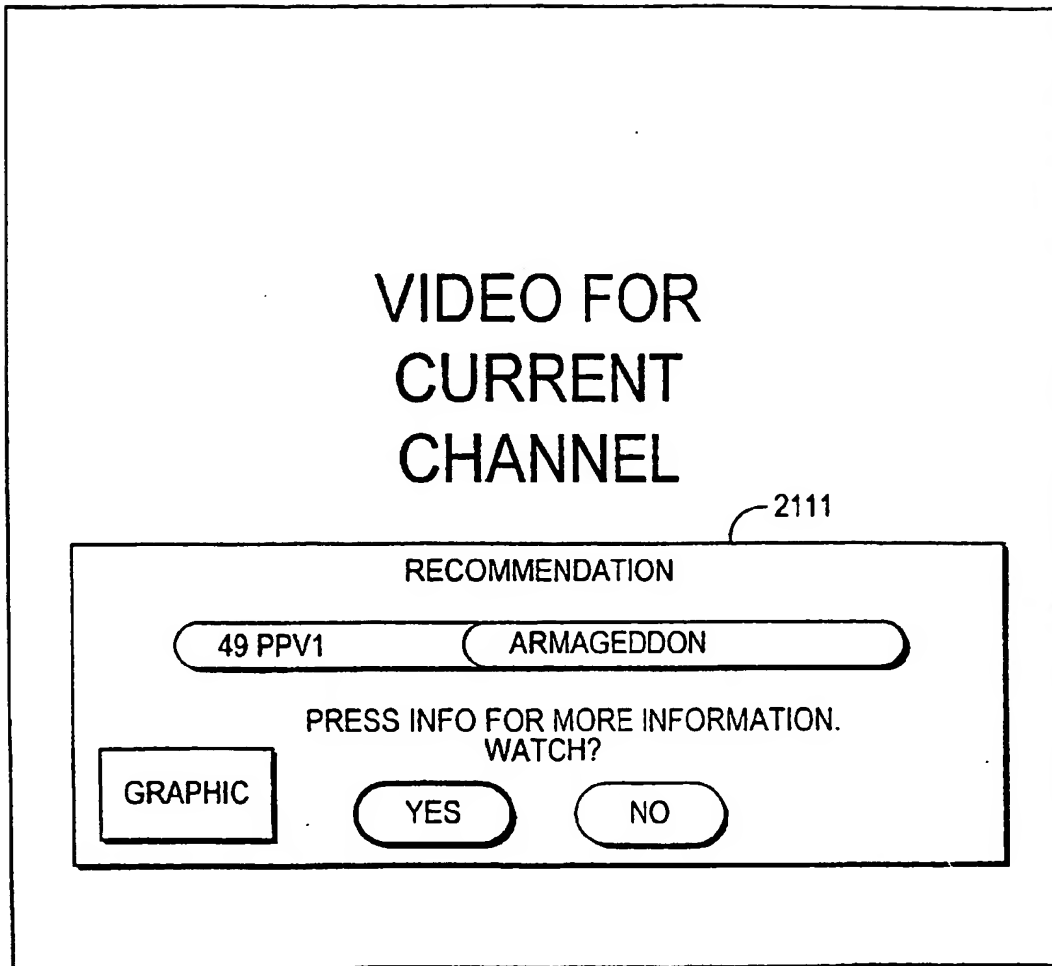 VIDEO FOR
CURRENT
CHANNEL
2111
RECOMMENDATION
49 PPV1 ARMAGEDDON
PRESS INFO FOR MORE INFORMATION.
WATCH?
GRAPHIC YES NO